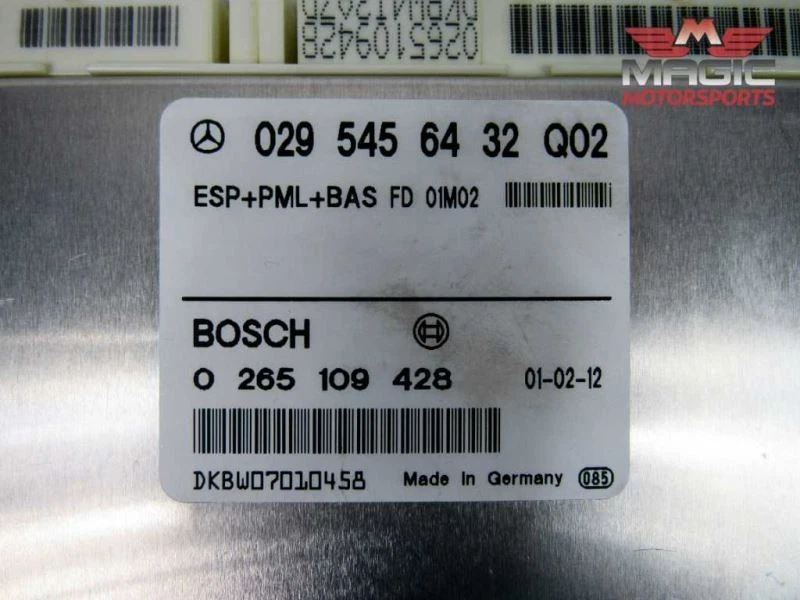 0265109428
MAGIC
MOTORSPORTS
029 545 64 32 Q02
ESP+PML+BAS FD 01M02
BOSCH
0 265 109 428 01-02-12
DKBW07010458 Made in Germany 085